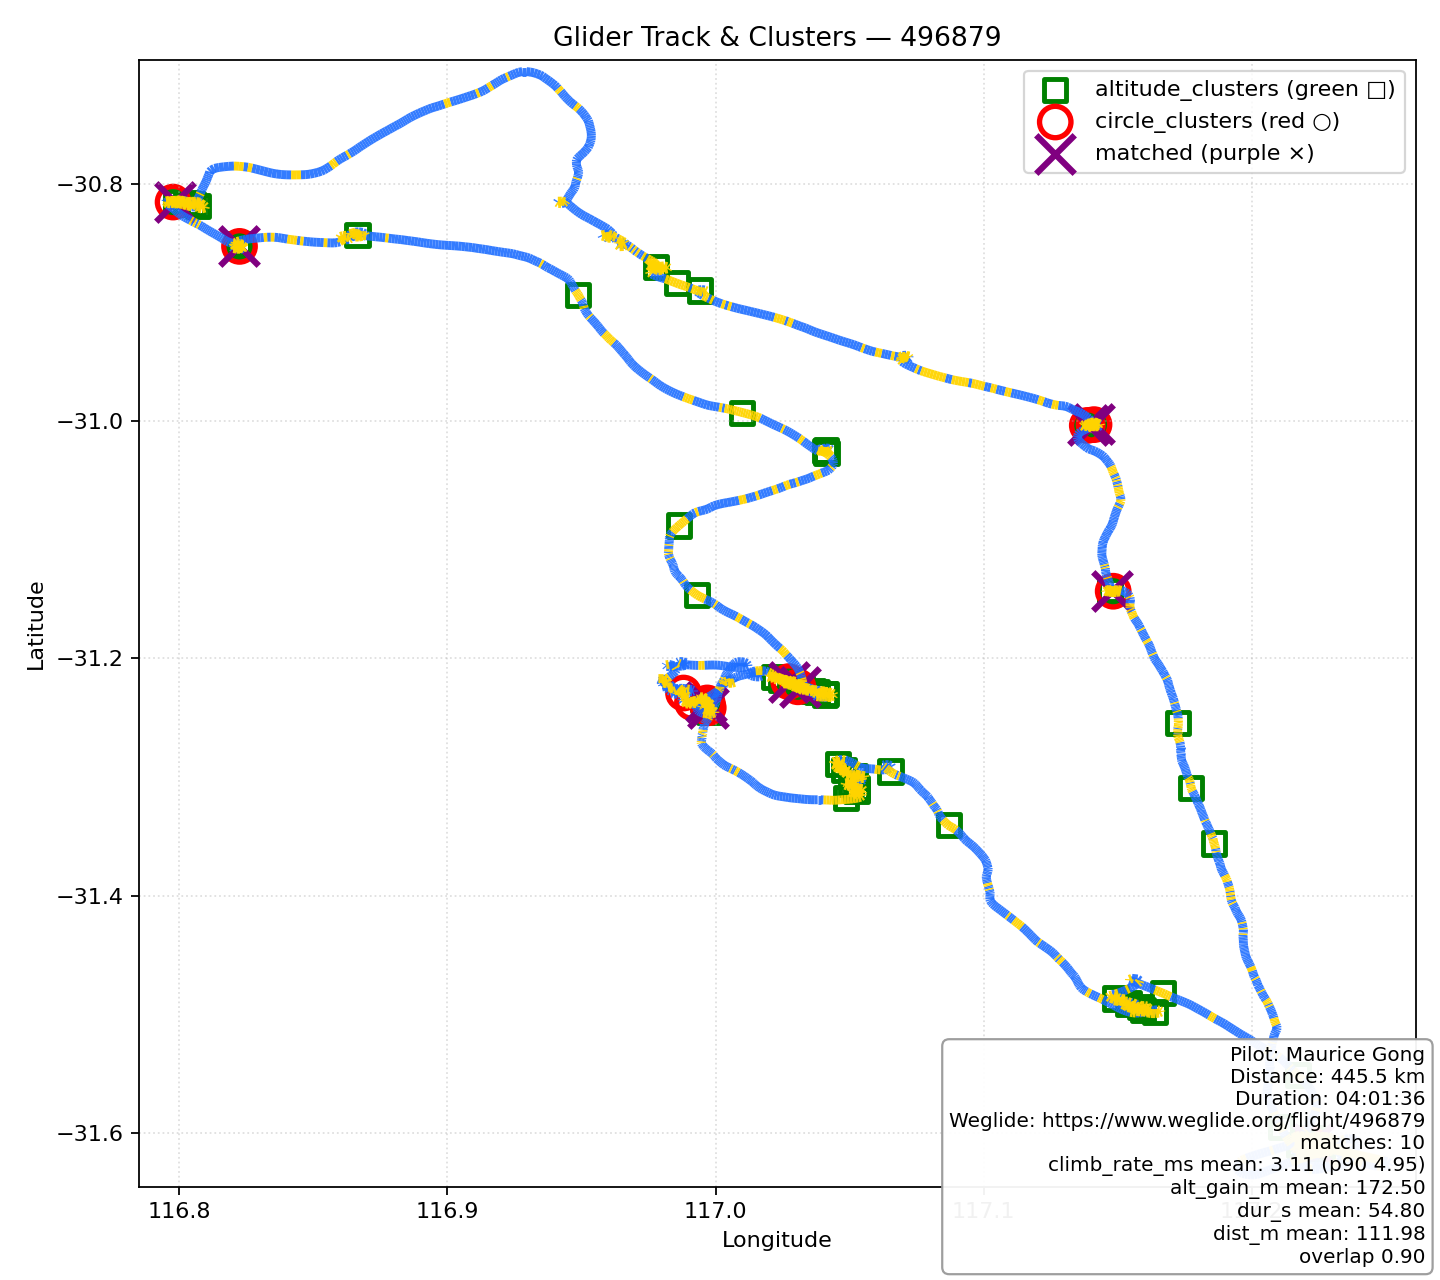 Glider Track & Clusters — 496879
altitude_clusters (green □)
circle_clusters (red ○)
matched (purple ×)
Latitude
−30.8
−31.0
−31.2
−31.4
−31.6
116.8
116.9
117.0
117.1
Longitude
Pilot: Maurice Gong
Distance: 445.5 km
Duration: 04:01:36
Weglide: https://www.weglide.org/flight/496879
matches: 10
climb_rate_ms mean: 3.11 (p90 4.95)
alt_gain_m mean: 172.50
dur_s mean: 54.80
dist_m mean: 111.98
overlap 0.90